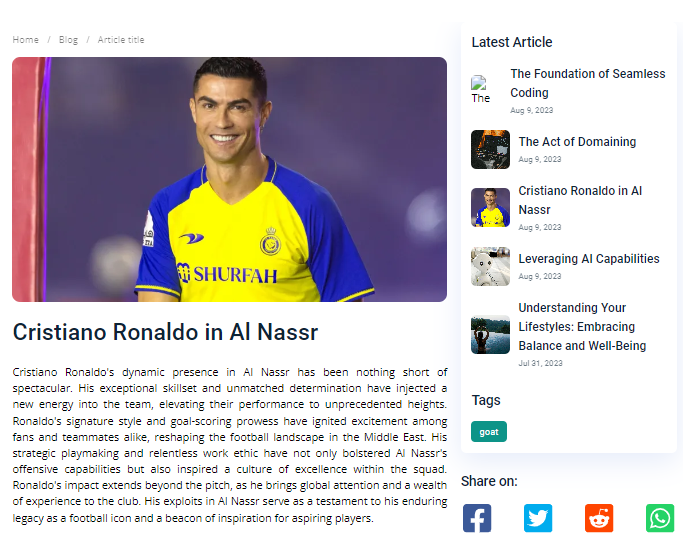 Home / Blog / Article title
SHURFAH
Cristiano Ronaldo in Al Nassr
Cristiano Ronaldo's dynamic presence in Al Nassr has been nothing short of
spectacular. His exceptional skillset and unmatched determination have injected a
new energy into the team, elevating their performance to unprecedented heights.
Ronaldo's signature style and goal-scoring prowess have ignited excitement among
fans and teammates alike, reshaping the football landscape in the Middle East. His
strategic playmaking and relentless work ethic have not only bolstered Al Nassr's
offensive capabilities but also inspired a culture of excellence within the squad.
Ronaldo's impact extends beyond the pitch, as he brings global attention and a wealth
of experience to the club. His exploits in Al Nassr serve as a testament to his enduring
legacy as a football icon and a beacon of inspiration for aspiring players.
Latest Article
The
The Foundation of Seamless
Coding
Aug 9, 2023
The Act of Domaining
Aug 9, 2023
Cristiano Ronaldo in Al
Nassr
Aug 9, 2023
Leveraging AI Capabilities
Aug 9, 2023
Understanding Your
Lifestyles: Embracing
Balance and Well-Being
Jul 31, 2023
Tags
goat
Share on: